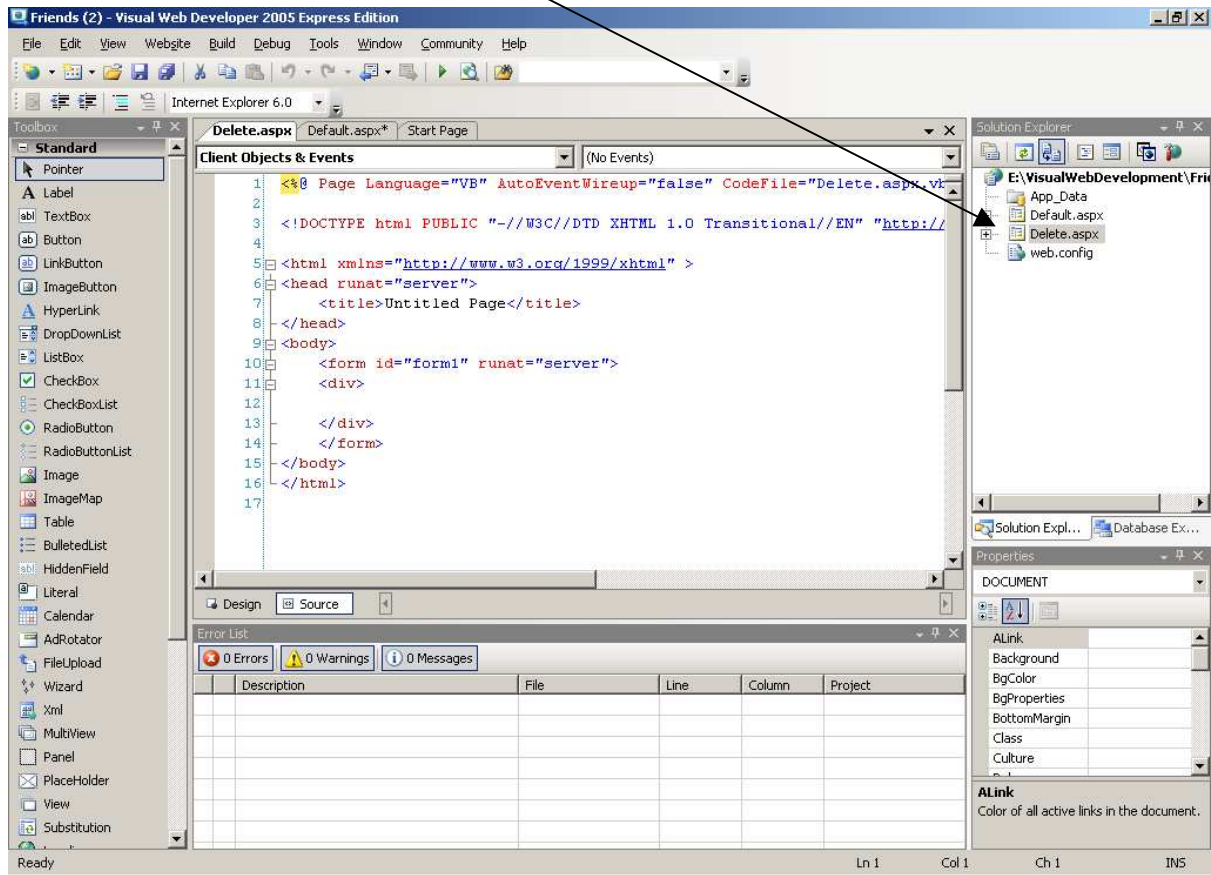 Friends (2) - Visual Web Developer 2005 Express Edition
File Edit View Website Build Debug Tools Window Community Help
Internet Explorer 6.0
Toolbox
Standard
Pointer
A Label
abl TextBox
ab Button
ab LinkButton
ImageButton
A HyperLink
DropDownList
ListBox
CheckBox
CheckBoxList
RadioButton
RadioButtonList
Image
ImageMap
Table
BulletedList
abl HiddenField
Literal
Calendar
AdRotator
FileUpload
Wizard
Xml
MultiView
Panel
PlaceHolder
View
Substitution
Delete.aspx Default.aspx* Start Page
Client Objects & Events (No Events)
1 <%@ Page Language="VB" AutoEventWireup="false" CodeFile="Delete.aspx.vb
2
3 <!DOCTYPE html PUBLIC "-//W3C//DTD XHTML 1.0 Transitional//EN" "http://
4
5 <html xmlns="http://www.w3.org/1999/xhtml" >
6 <head runat="server">
7 <title>Untitled Page</title>
8 </head>
9 <body>
10 <form id="form1" runat="server">
11 <div>
12
13 </div>
14 </form>
15 </body>
16 </html>
17
Design Source
Error List
0 Errors 0 Warnings 0 Messages
Description File Line Column Project
Solution Explorer
E:\VisualWebDevelopment\Frie
App_Data
Default.aspx
Delete.aspx
web.config
Solution Expl... Database Ex...
Properties
DOCUMENT
ALink
Background
BgColor
BgProperties
BottomMargin
Class
Culture
ALink
Color of all active links in the document.
Ready Ln 1 Col 1 Ch 1 INS